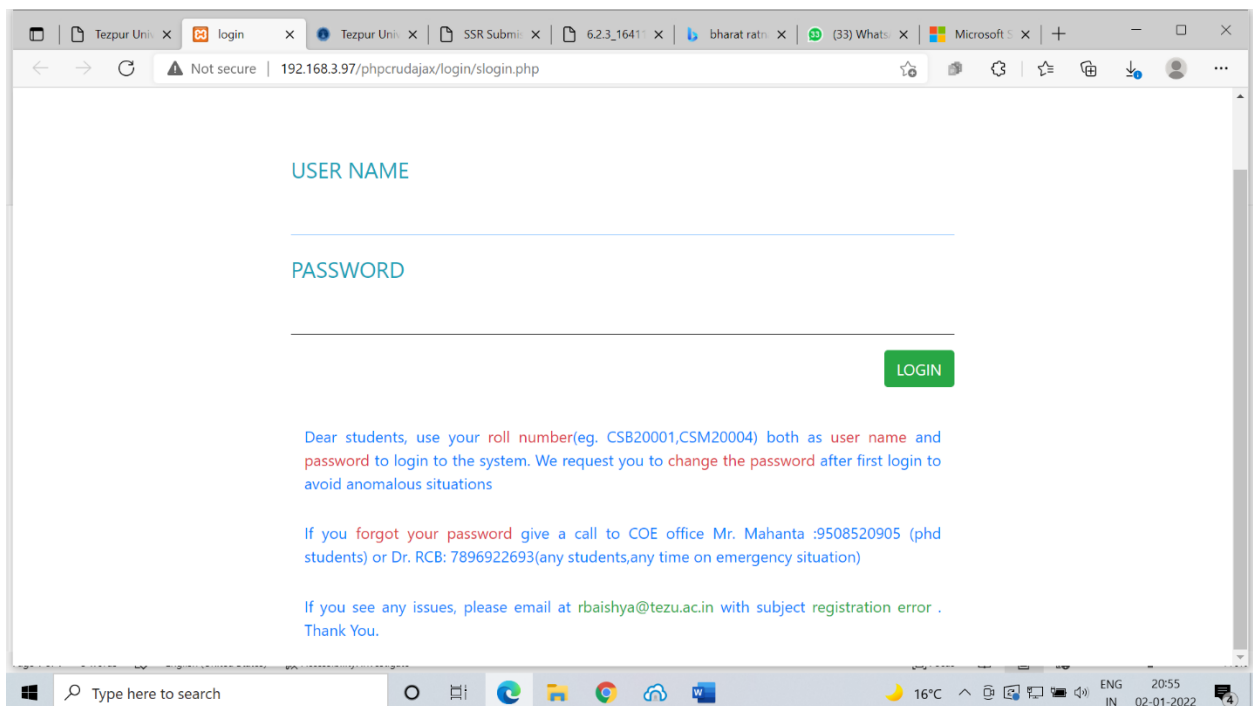 Tezpur Univ
login
Tezpur Univ
SSR Submis
6.2.3_16411
bharat ratn
(33) Whats
Microsoft S
Not secure
192.168.3.97/phpcrudajax/login/slogin.php
USER NAME
PASSWORD
LOGIN
Dear students, use your roll number(eg. CSB20001,CSM20004) both as user name and
password to login to the system. We request you to change the password after first login to
avoid anomalous situations
If you forgot your password give a call to COE office Mr. Mahanta :9508520905 (phd
students) or Dr. RCB: 7896922693(any students,any time on emergency situation)
If you see any issues, please email at rbaishya@tezu.ac.in with subject registration error .
Thank You.
Type here to search
16°C
ENG
IN
20:55
02-01-2022
4